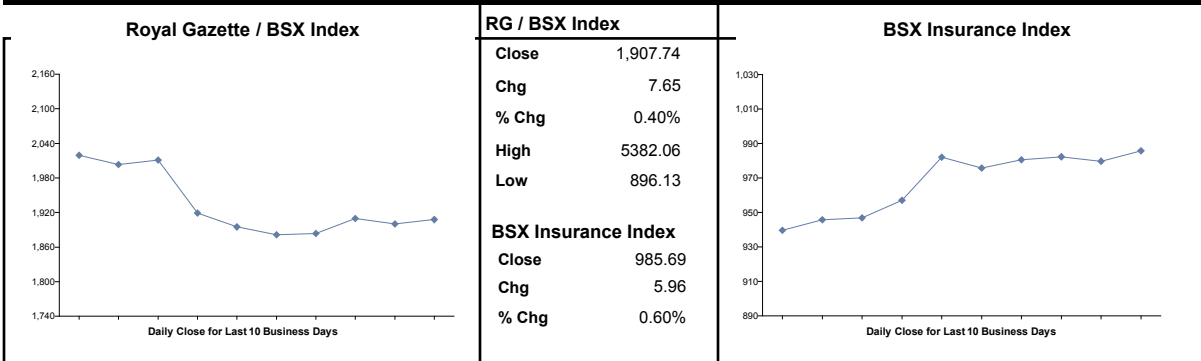 Royal Gazette / BSX Index
2,160
2,100
2,040
1,980
1,920
1,860
1,800
1,740
Daily Close for Last 10 Business Days
RG / BSX Index
Close 1,907.74
Chg 7.65
% Chg 0.40%
High 5382.06
Low 896.13
BSX Insurance Index
Close 985.69
Chg 5.96
% Chg 0.60%
BSX Insurance Index
1,030
1,010
990
970
950
930
910
890
Daily Close for Last 10 Business Days